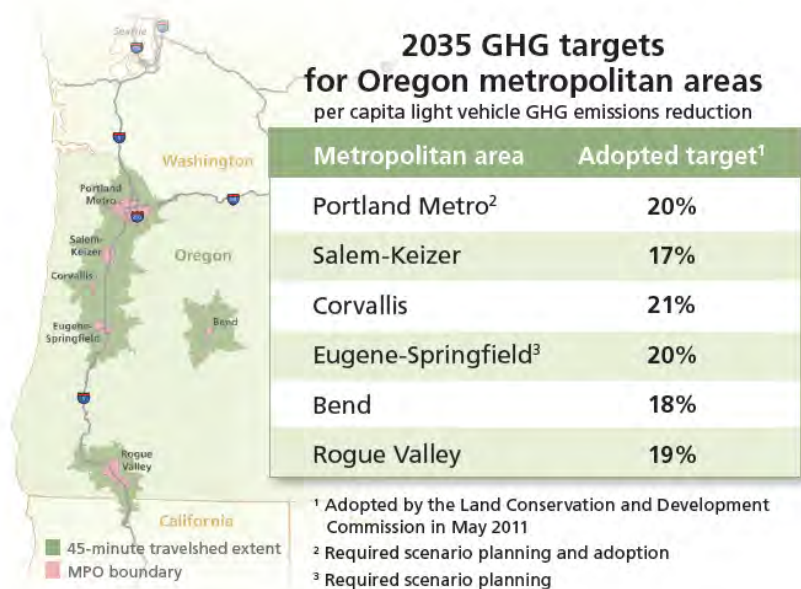 2035 GHG targets
for Oregon metropolitan areas
per capita light vehicle GHG emissions reduction
Metropolitan area Adopted target¹
Portland Metro² 20%
Salem-Keizer 17%
Corvallis 21%
Eugene-Springfield³ 20%
Bend 18%
Rogue Valley 19%
¹ Adopted by the Land Conservation and Development
Commission in May 2011
² Required scenario planning and adoption
³ Required scenario planning
Seattle
Washington
Portland
Metro
Salem-
Keizer
Oregon
Corvallis
Eugene-
Springfield
Bend
Rogue
Valley
California
45-minute travelshed extent
MPO boundary